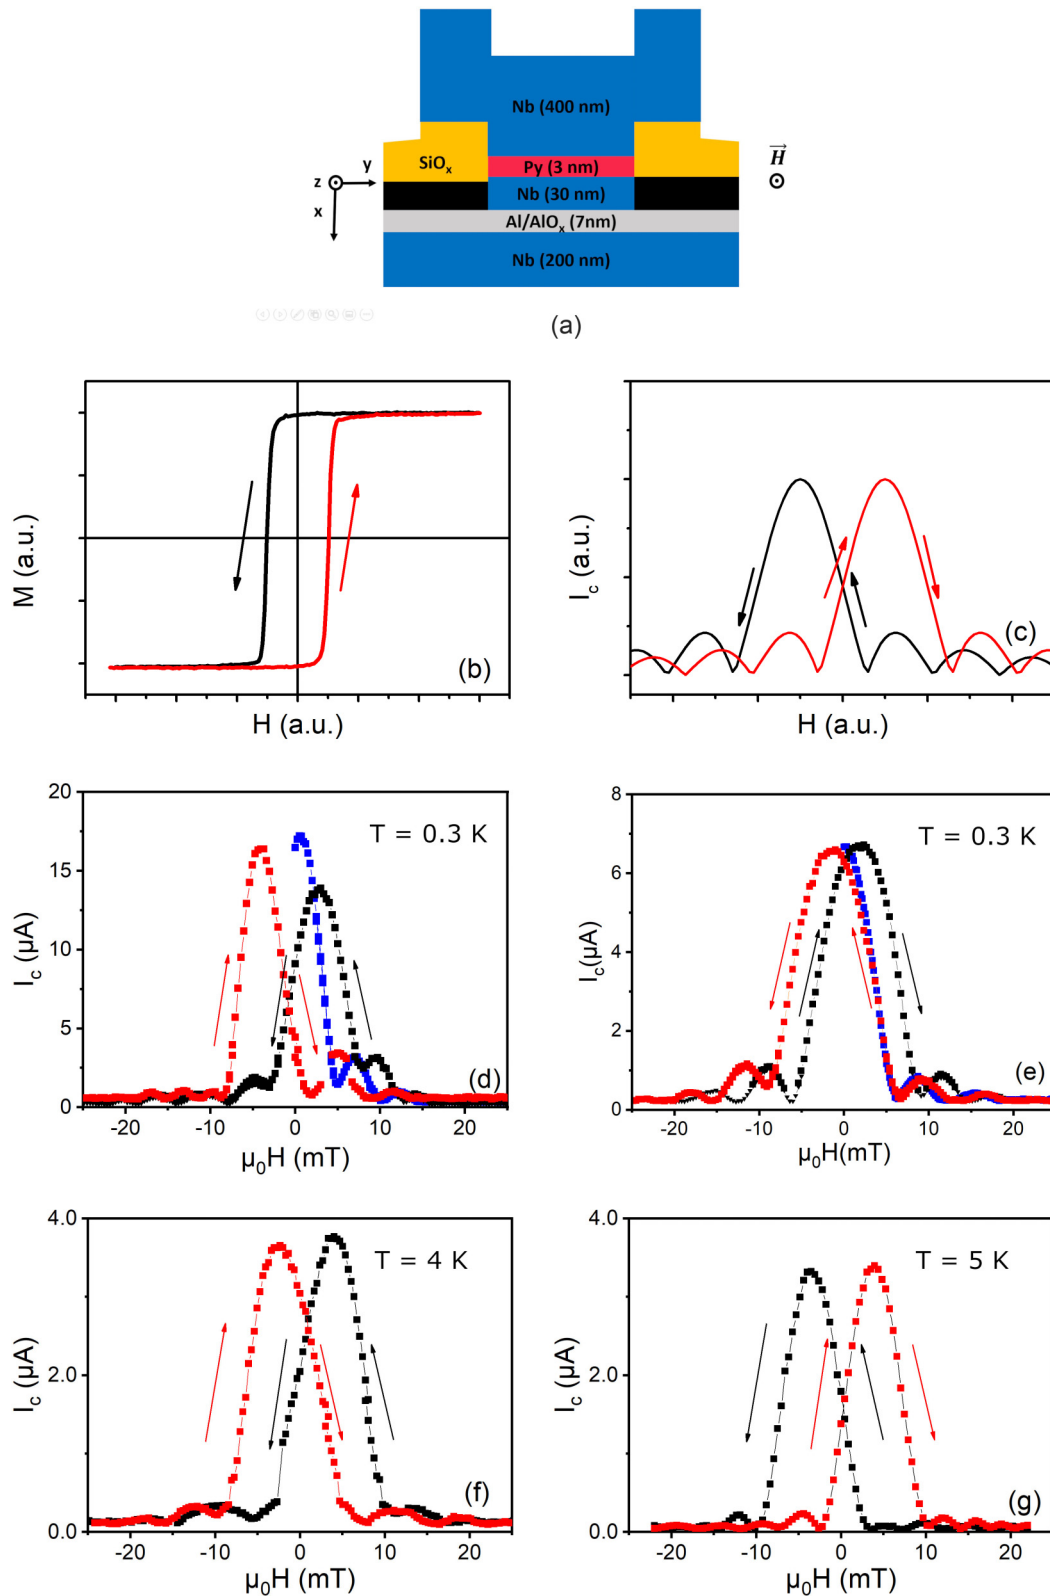 Nb (400 nm)
SiOx
Py (3 nm)
H
z
y
x
Nb (30 nm)
Al/AlOx (7nm)
Nb (200 nm)
(a)
M (a.u.)
(b)
H (a.u.)
Ic (a.u.)
(c)
H (a.u.)
20
15
10
5
0
Ic (μA)
T = 0.3 K
(d)
-20
-10
0
10
20
μ0H (mT)
8
6
4
2
0
Ic(μA)
T = 0.3 K
(e)
-20
-10
0
10
20
μ0H(mT)
4.0
2.0
0.0
Ic (μA)
T = 4 K
(f)
-20
-10
0
10
20
μ0H (mT)
4.0
2.0
0.0
Ic (μA)
T = 5 K
(g)
-20
-10
0
10
20
μ0H (mT)